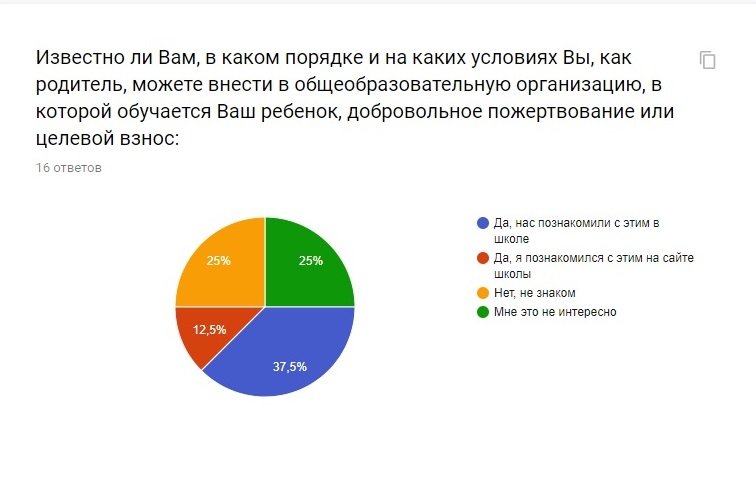 Известно ли Вам, в каком порядке и на каких условиях Вы, как
родитель, можете внести в общеобразовательную организацию, в
которой обучается Ваш ребенок, добровольное пожертвование или
целевой взнос:
16 ответов
25%
25%
12,5%
37,5%
Да, нас познакомили с этим в
школе
Да, я познакомился с этим на сайте
школы
Нет, не знаком
Мне это не интересно